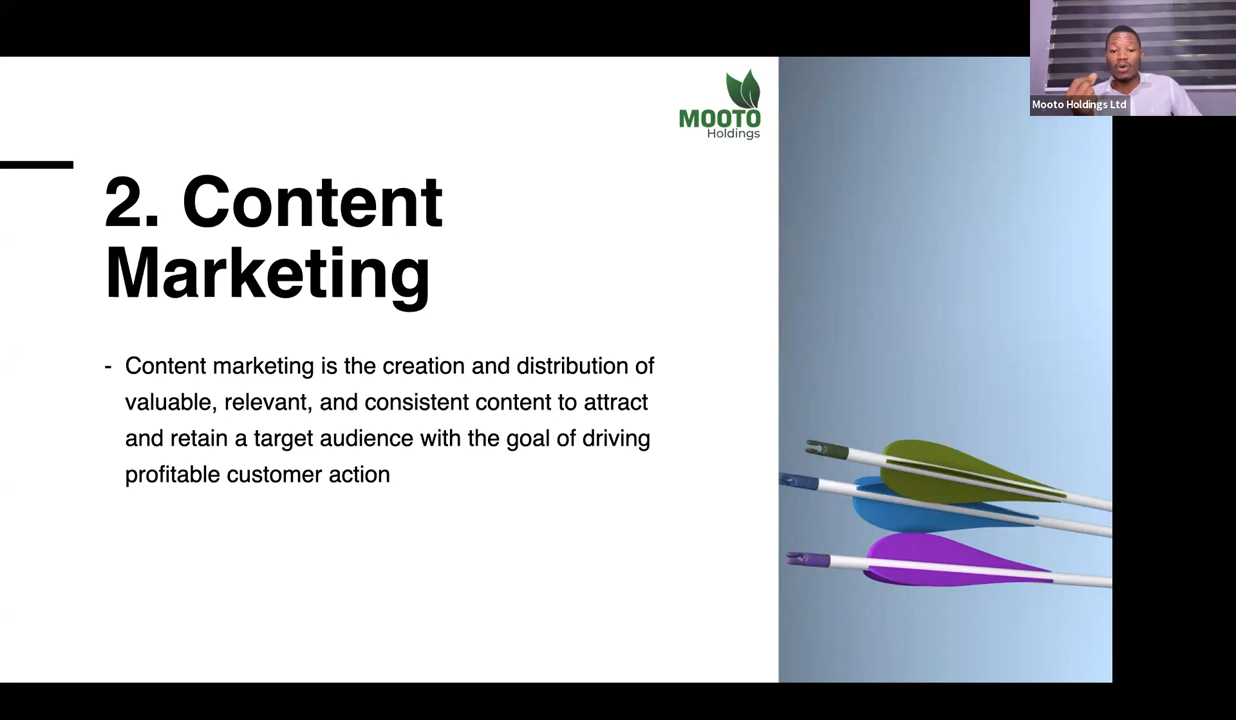 MOOTO
Holdings
Mooto Holdings Ltd
2. Content
Marketing
- Content marketing is the creation and distribution of
valuable, relevant, and consistent content to attract
and retain a target audience with the goal of driving
profitable customer action